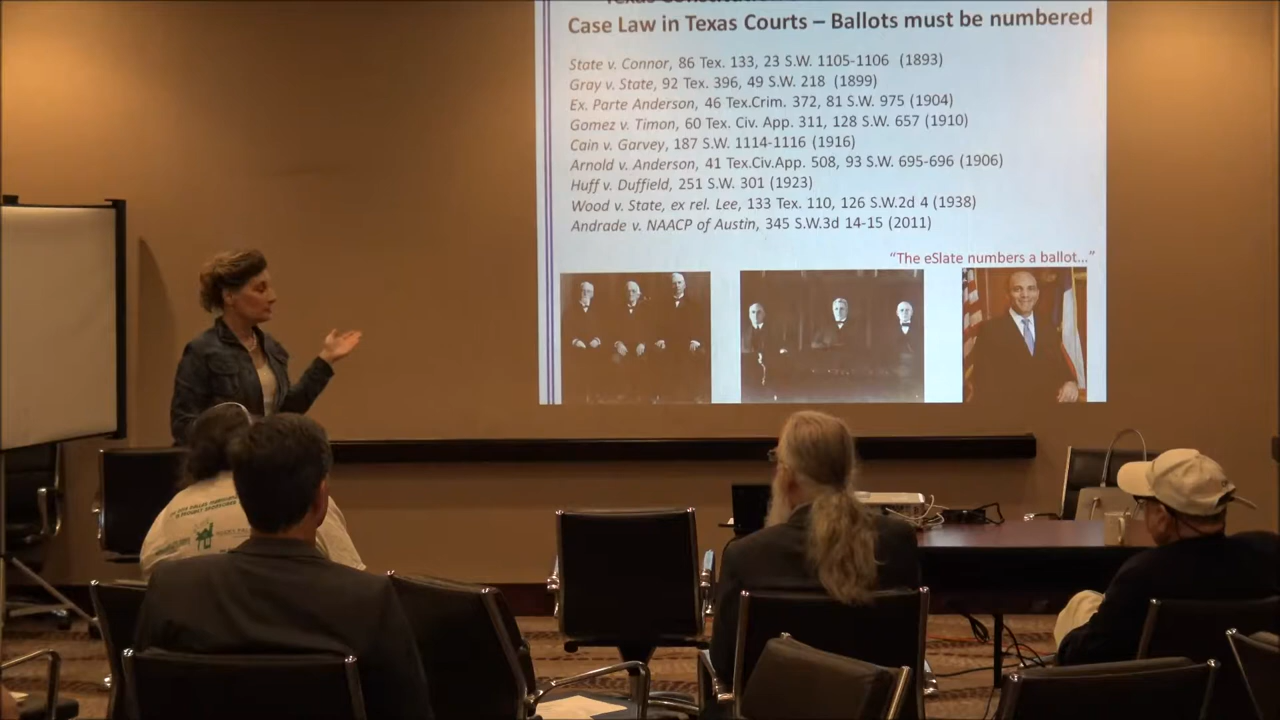 Texas Constitution
Case Law in Texas Courts – Ballots must be numbered
State v. Connor, 86 Tex. 133, 23 S.W. 1105-1106 (1893)
Gray v. State, 92 Tex. 396, 49 S.W. 218 (1899)
Ex. Parte Anderson, 46 Tex.Crim. 372, 81 S.W. 975 (1904)
Gomez v. Timon, 60 Tex. Civ. App. 311, 128 S.W. 657 (1910)
Cain v. Garvey, 187 S.W. 1114-1116 (1916)
Arnold v. Anderson, 41 Tex.Civ.App. 508, 93 S.W. 695-696 (1906)
Huff v. Duffield, 251 S.W. 301 (1923)
Wood v. State, ex rel. Lee, 133 Tex. 110, 126 S.W.2d 4 (1938)
Andrade v. NAACP of Austin, 345 S.W.3d 14-15 (2011)
“The eSlate numbers a ballot...”